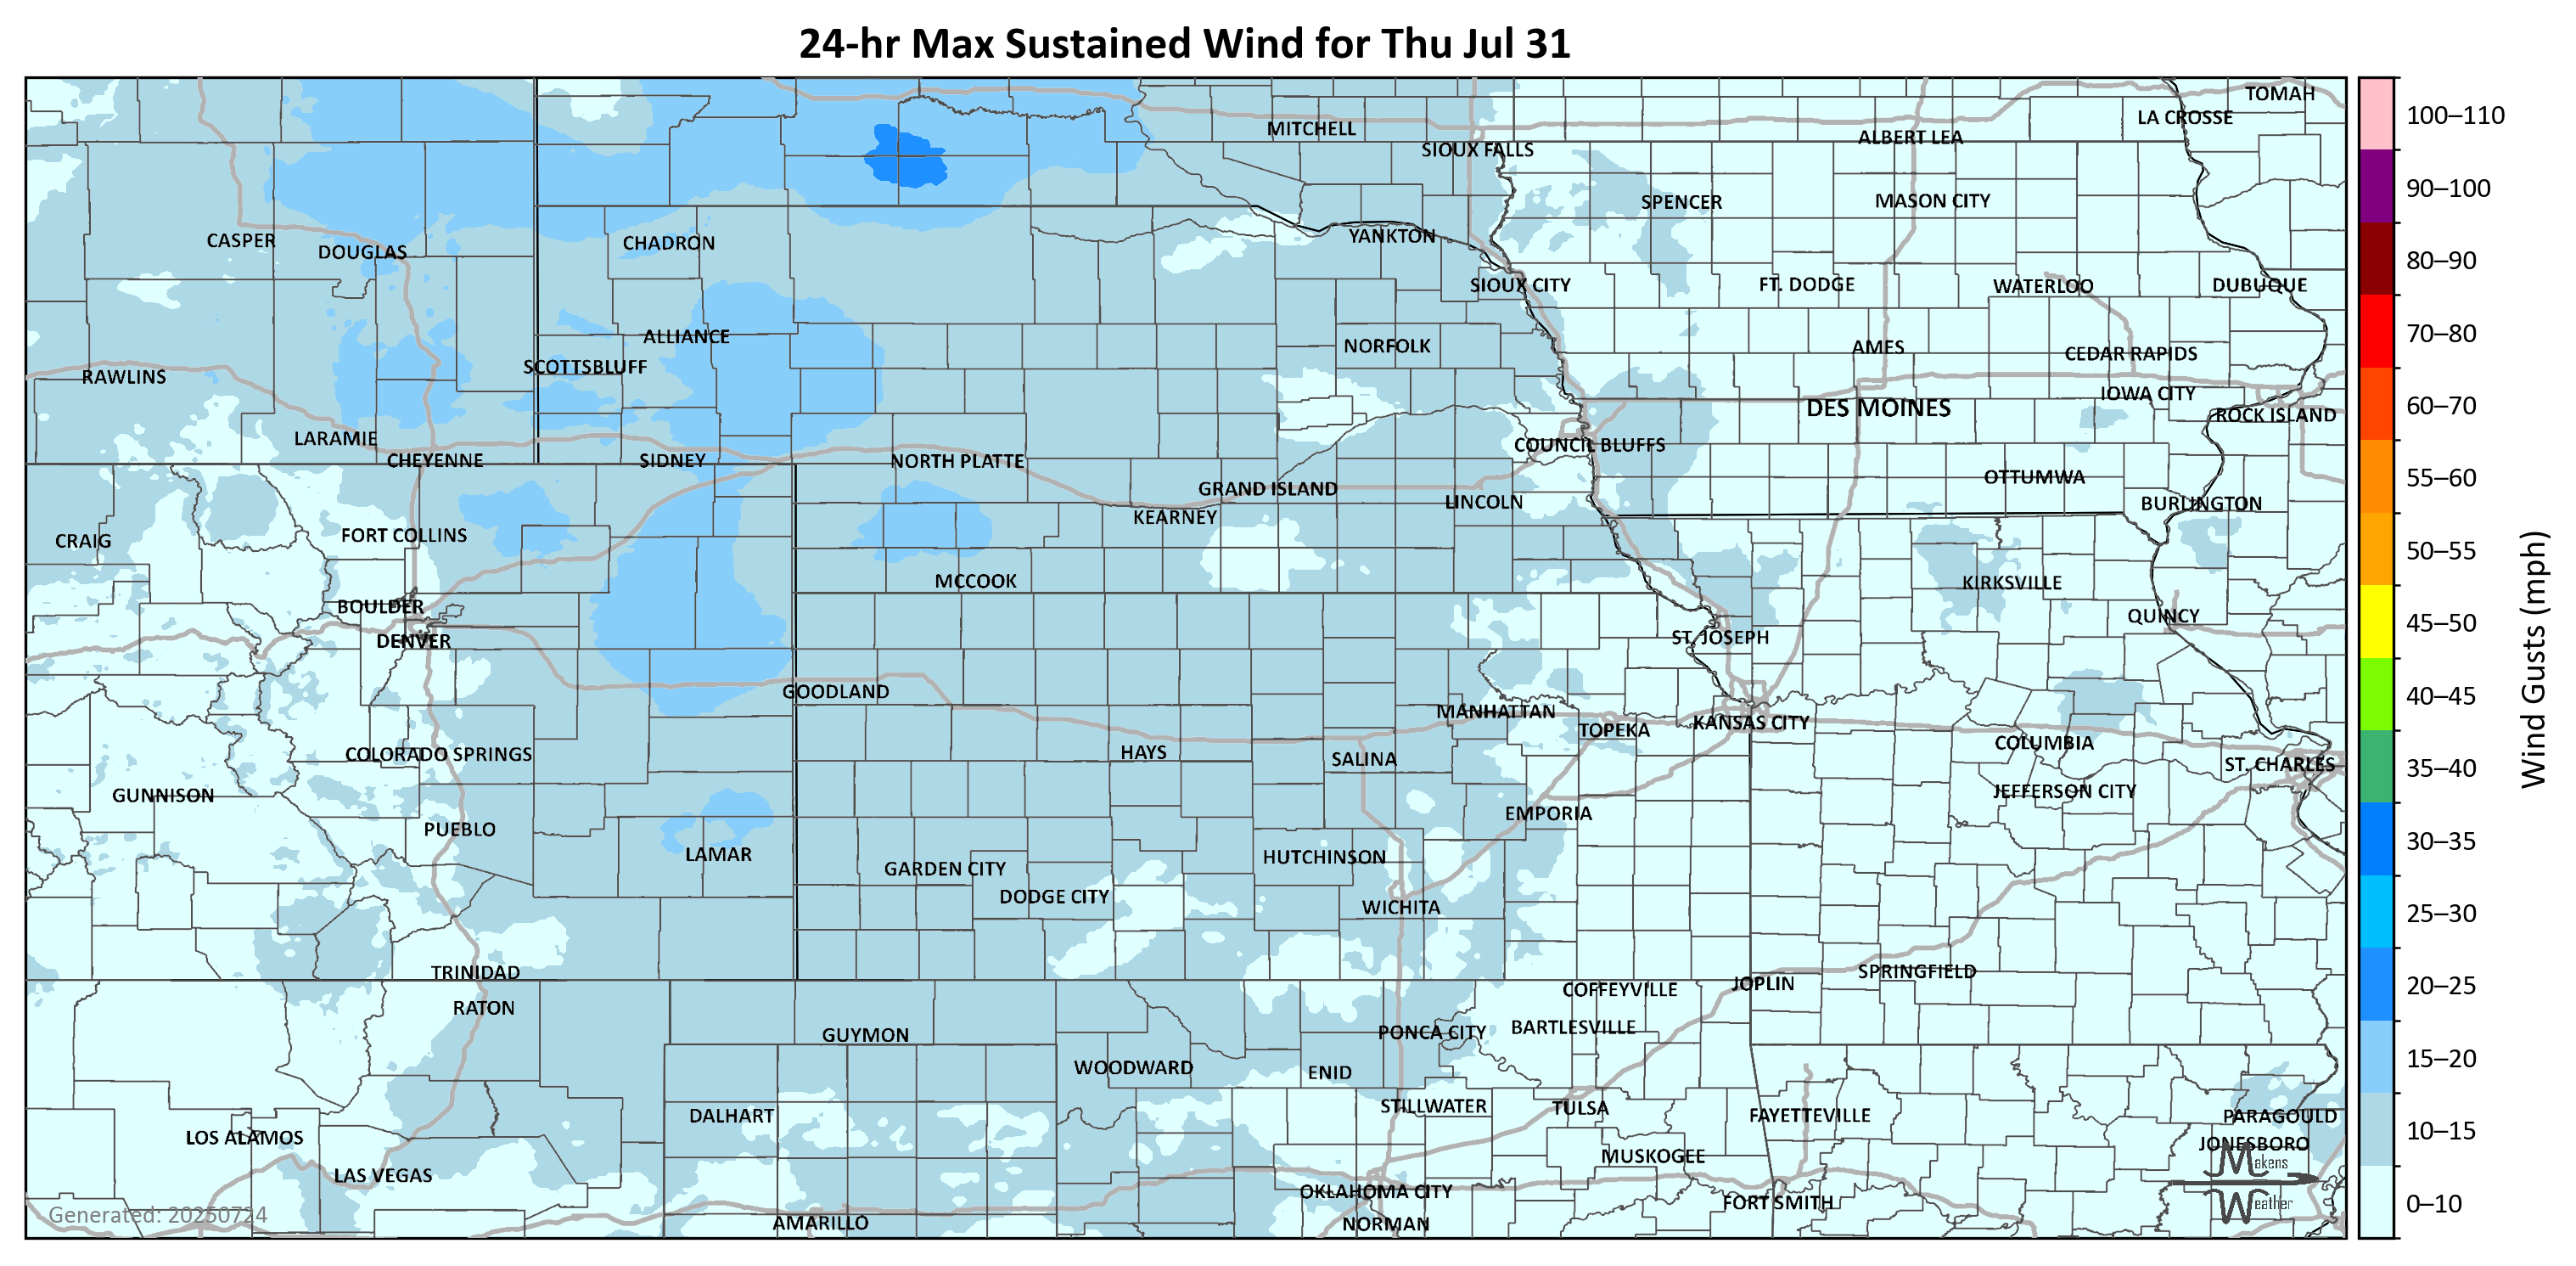 24-hr Max Sustained Wind for Thu Jul 31
TOMAH
LA CROSSE
MITCHELL
ALBERT LEA
SIOUX FALLS
SPENCER
MASON CITY
CASPER
DOUGLAS
CHADRON
YANKTON
SIOUX CITY
FT. DODGE
WATERLOO
DUBUQUE
ALLIANCE
NORFOLK
AMES
CEDAR RAPIDS
SCOTTSBLUFF
RAWLINS
IOWA CITY
DES MOINES
ROCK ISLAND
LARAMIE
COUNCIL BLUFFS
CHEYENNE
SIDNEY
NORTH PLATTE
OTTUMWA
GRAND ISLAND
LINCOLN
BURLINGTON
KEARNEY
FORT COLLINS
CRAIG
MCCOOK
KIRKSVILLE
BOULDER
QUINCY
DENVER
ST. JOSEPH
GOODLAND
MANHATTAN
TOPEKA
KANSAS CITY
COLUMBIA
COLORADO SPRINGS
HAYS
SALINA
ST. CHARLES
GUNNISON
JEFFERSON CITY
EMPORIA
PUEBLO
LAMAR
HUTCHINSON
GARDEN CITY
DODGE CITY
WICHITA
TRINIDAD
SPRINGFIELD
JOPLIN
COFFEYVILLE
RATON
BARTLESVILLE
PONCA CITY
GUYMON
WOODWARD
ENID
STILLWATER
TULSA
DALHART
FAYETTEVILLE
PARAGOULD
LOS ALAMOS
JONESBORO
MUSKOGEE
LAS VEGAS
OKLAHOMA CITY
FORT SMITH
AMARILLO
NORMAN
Generated: 20250724
Makens
Weather
100–110
90–100
80–90
70–80
60–70
55–60
50–55
45–50
40–45
35–40
30–35
25–30
20–25
15–20
10–15
0–10
Wind Gusts (mph)